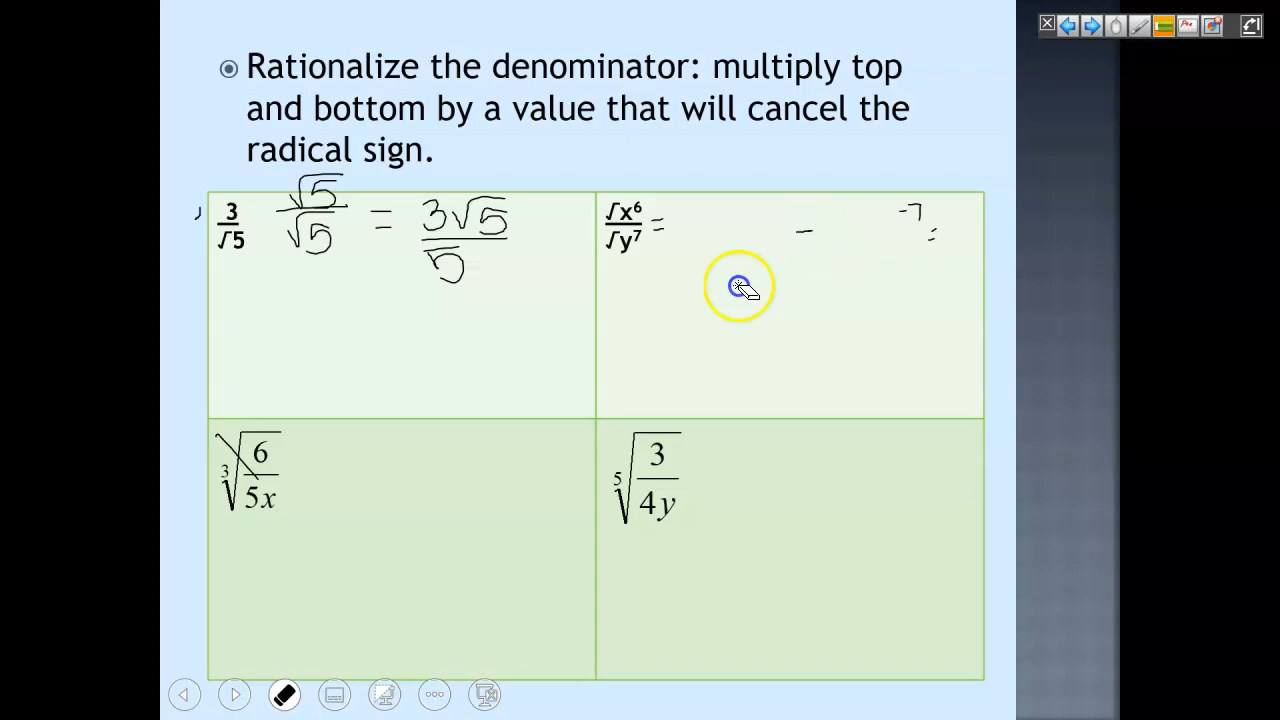 Rationalize the denominator: multiply top
and bottom by a value that will cancel the
radical sign.
3/√5 √5/√5 = 3√5/5
√x⁶/√y⁷ =
-
-7
=
∛(6/5x)
⁵√(3/4y)